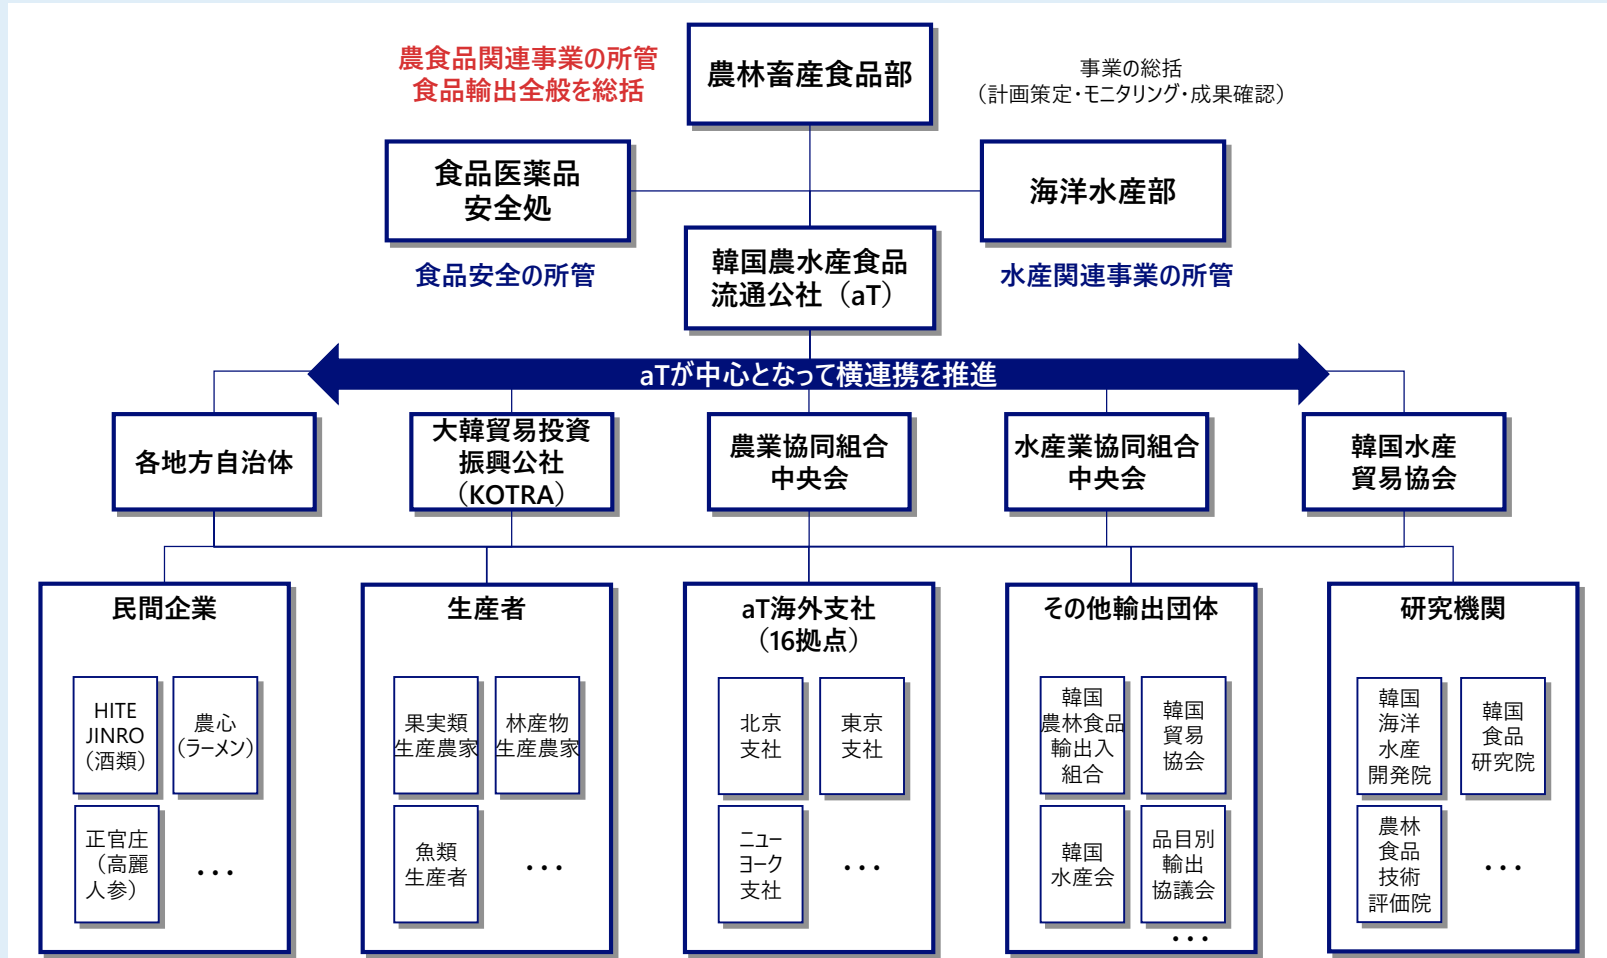 農食品関連事業の所管
食品輸出全般を総括
農林畜産食品部
事業の総括
（計画策定・モニタリング・成果確認）
食品医薬品
安全処
海洋水産部
食品安全の所管
韓国農水産食品
流通公社（aT）
水産関連事業の所管
aTが中心となって横連携を推進
各地方自治体
大韓貿易投資
振興公社
（KOTRA）
農業協同組合
中央会
水産業協同組合
中央会
韓国水産
貿易協会
民間企業
HITE
JINRO
（酒類）
農心
（ラーメン）
正官庄
（高麗
人参）
…
生産者
果実類
生産農家
林産物
生産農家
魚類
生産者
…
aT海外支社
（16拠点）
北京
支社
東京
支社
ニュー
ヨーク
支社
…
その他輸出団体
韓国
農林食品
輸出入
組合
韓国
貿易
協会
韓国
水産会
品目別
輸出
協議会
…
研究機関
韓国
海洋
水産
開発院
韓国
食品
研究院
農林
食品
技術
評価院
…